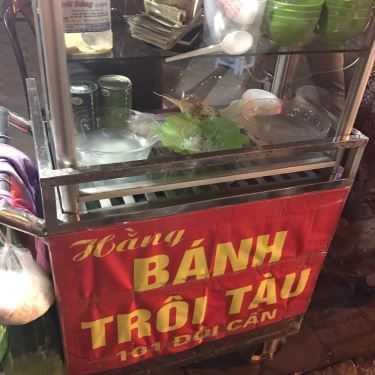 Hằng
BÁNH
TRÔI TÀU
101 ĐỘI CẤN